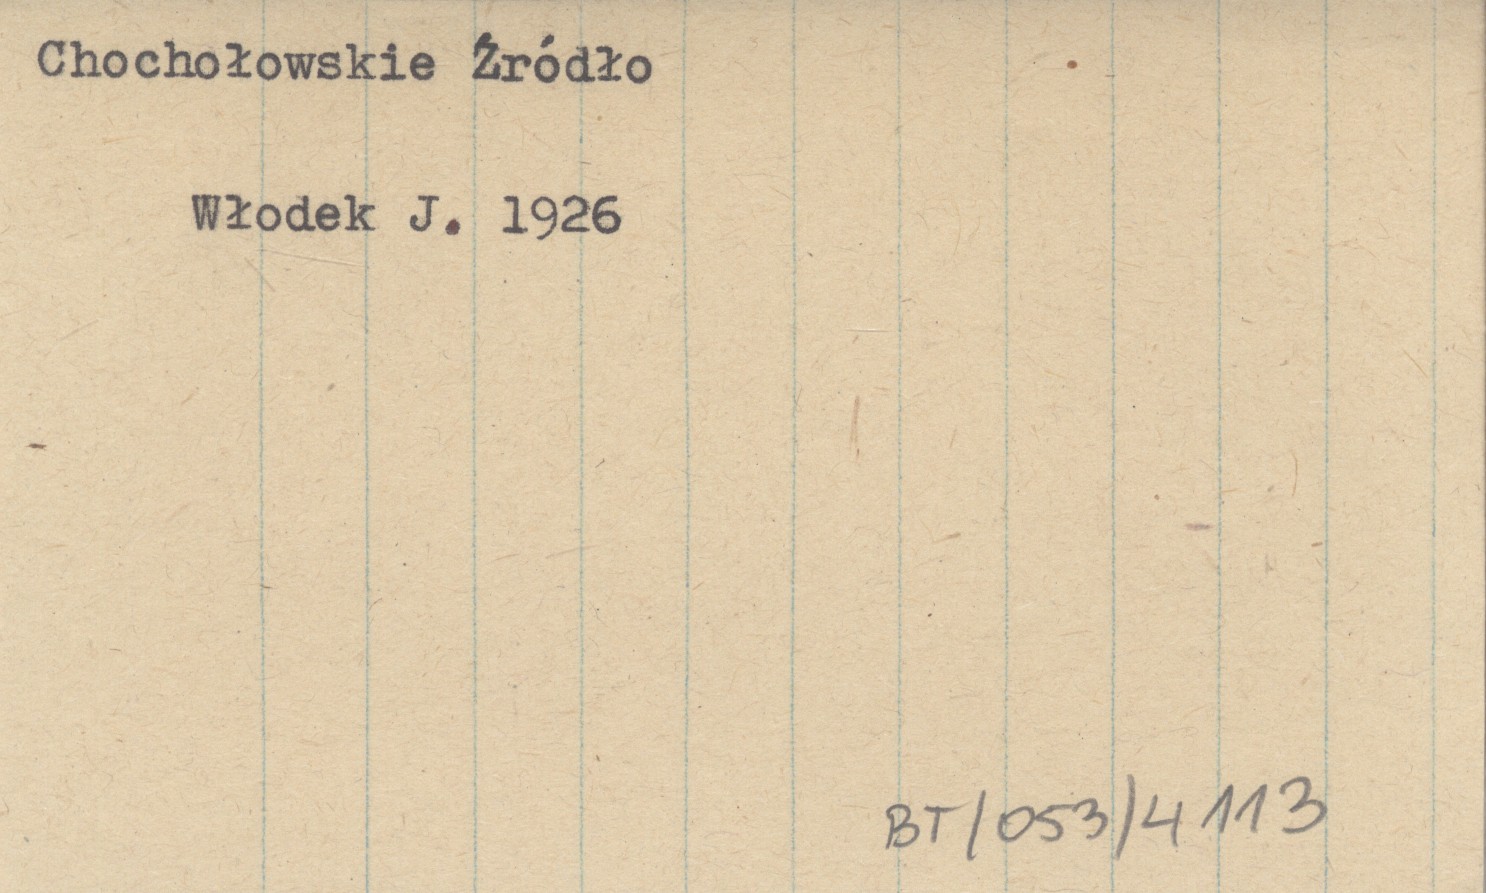 Chochołowskie Źródło
Włodek J. 1926
BT/053/4113